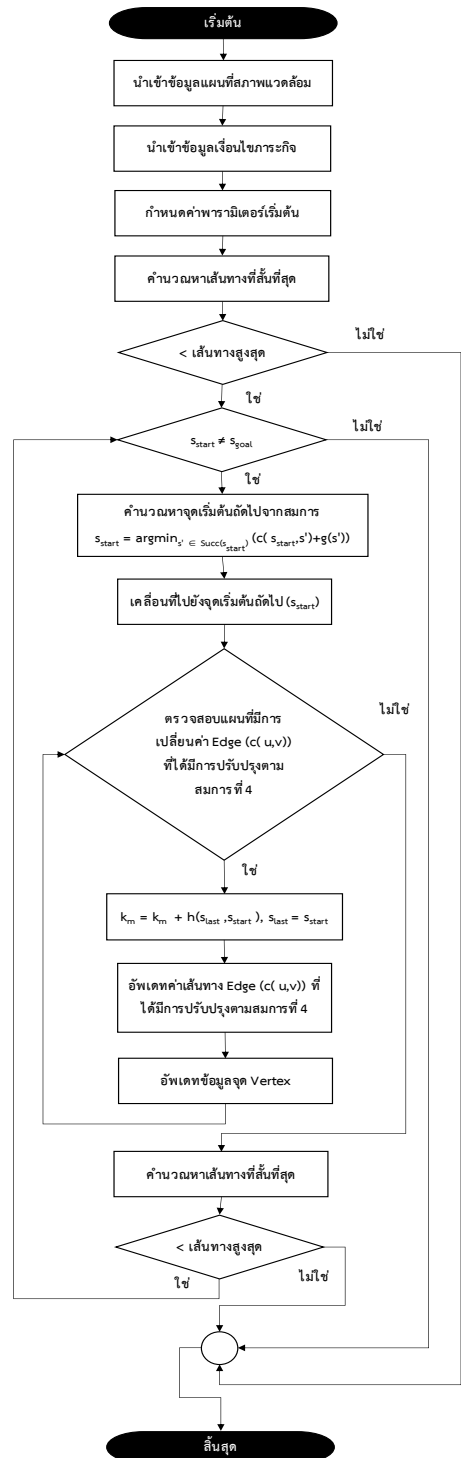 เริ่มต้น
นำเข้าข้อมูลแผนที่สภาพแวดล้อม
นำเข้าข้อมูลเงื่อนไขภาระกิจ
กำหนดค่าพารามิเตอร์เริ่มต้น
คำนวณหาเส้นทางที่สั้นที่สุด
ไม่ใช่
< เส้นทางสูงสุด
ใช่
ไม่ใช่
s_start ≠ s_goal
ใช่
คำนวณหาจุดเริ่มต้นถัดไปจากสมการ
s_start = argmin_s' ∈ Succ(s_start) (c( s_start,s')+g(s'))
เคลื่อนที่ไปยังจุดเริ่มต้นถัดไป (s_start)
ไม่ใช่
ตรวจสอบแผนที่มีการ
เปลี่ยนค่า Edge (c( u,v))
ที่ได้มีการปรับปรุงตาม
สมการที่ 4
ใช่
k_m = k_m + h(s_last ,s_start ), s_last = s_start
อัพเดทค่าเส้นทาง Edge (c( u,v)) ที่
ได้มีการปรับปรุงตามสมการที่ 4
อัพเดทข้อมูลจุด Vertex
คำนวณหาเส้นทางที่สั้นที่สุด
< เส้นทางสูงสุด
ใช่
ไม่ใช่
สิ้นสุด